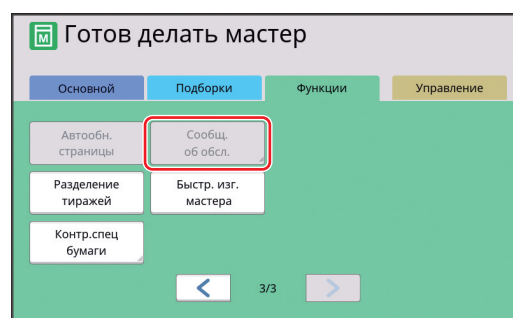 M Готов делать мастер
Основной Подборки Функции Управление
Автообн. Сообщ.
страницы об обсл.
Разделение Быстр. изг.
тиражей мастера
Контр.спец
бумаги
3/3